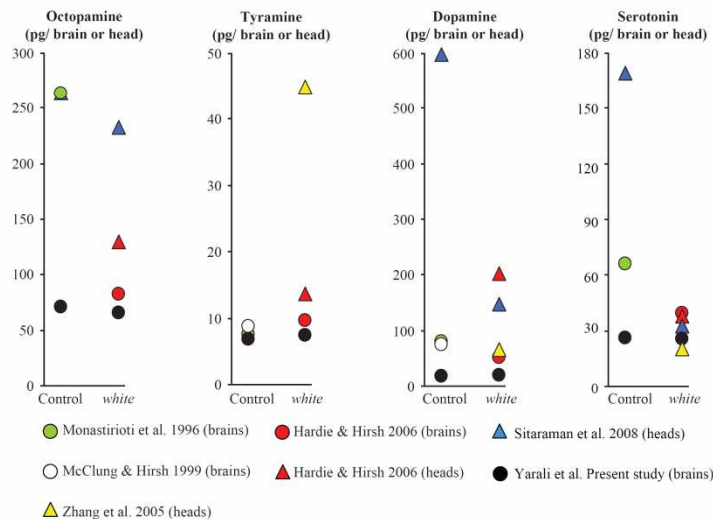 Octopamine
(pg/ brain or head)
Tyramine
(pg/ brain or head)
Dopamine
(pg/ brain or head)
Serotonin
(pg/ brain or head)
300
250
200
150
100
50
0
Control
white
50
40
30
20
10
0
Control
white
600
500
400
300
200
100
0
Control
white
180
150
120
90
60
30
0
Control
white
Monastirioti et al. 1996 (brains)
Hardie & Hirsh 2006 (brains)
Sitaraman et al. 2008 (heads)
McClung & Hirsh 1999 (brains)
Hardie & Hirsh 2006 (heads)
Yarali et al. Present study (brains)
Zhang et al. 2005 (heads)